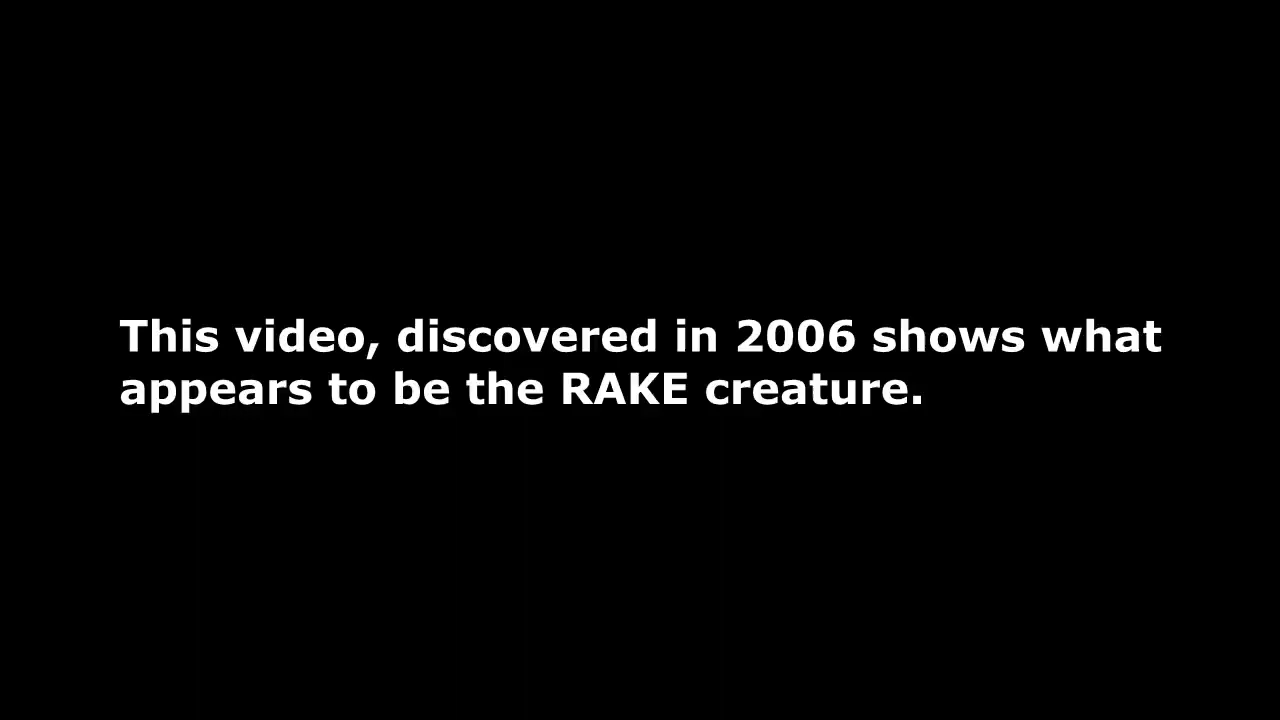 This video, discovered in 2006 shows what
appears to be the RAKE creature.